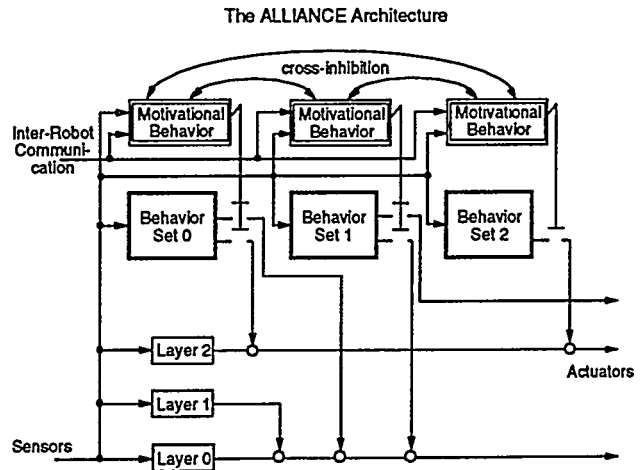 The ALLIANCE Architecture
cross-inhibition
Motivational
Behavior
Motivational
Behavior
Motivational
Behavior
Inter-Robot
Communi-
cation
Behavior
Set 0
Behavior
Set 1
Behavior
Set 2
Layer 2
Actuators
Layer 1
Sensors
Layer 0